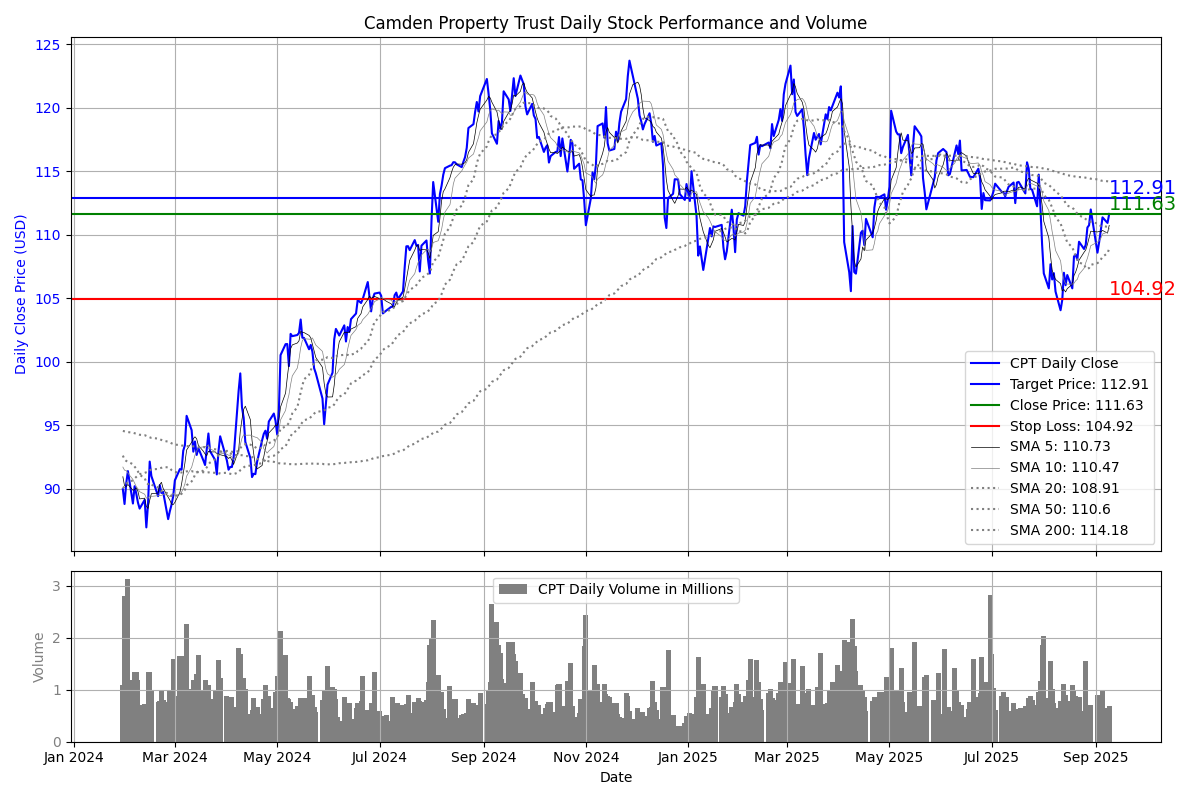 Camden Property Trust Daily Stock Performance and Volume
Daily Close Price (USD)
125
120
115
110
105
100
95
90
112.91
111.63
104.92
CPT Daily Close
Target Price: 112.91
Close Price: 111.63
Stop Loss: 104.92
SMA 5: 110.73
SMA 10: 110.47
SMA 20: 108.91
SMA 50: 110.6
SMA 200: 114.18
Volume
3
2
1
0
CPT Daily Volume in Millions
Jan 2024 Mar 2024 May 2024 Jul 2024 Sep 2024 Nov 2024 Jan 2025 Mar 2025 May 2025 Jul 2025 Sep 2025
Date